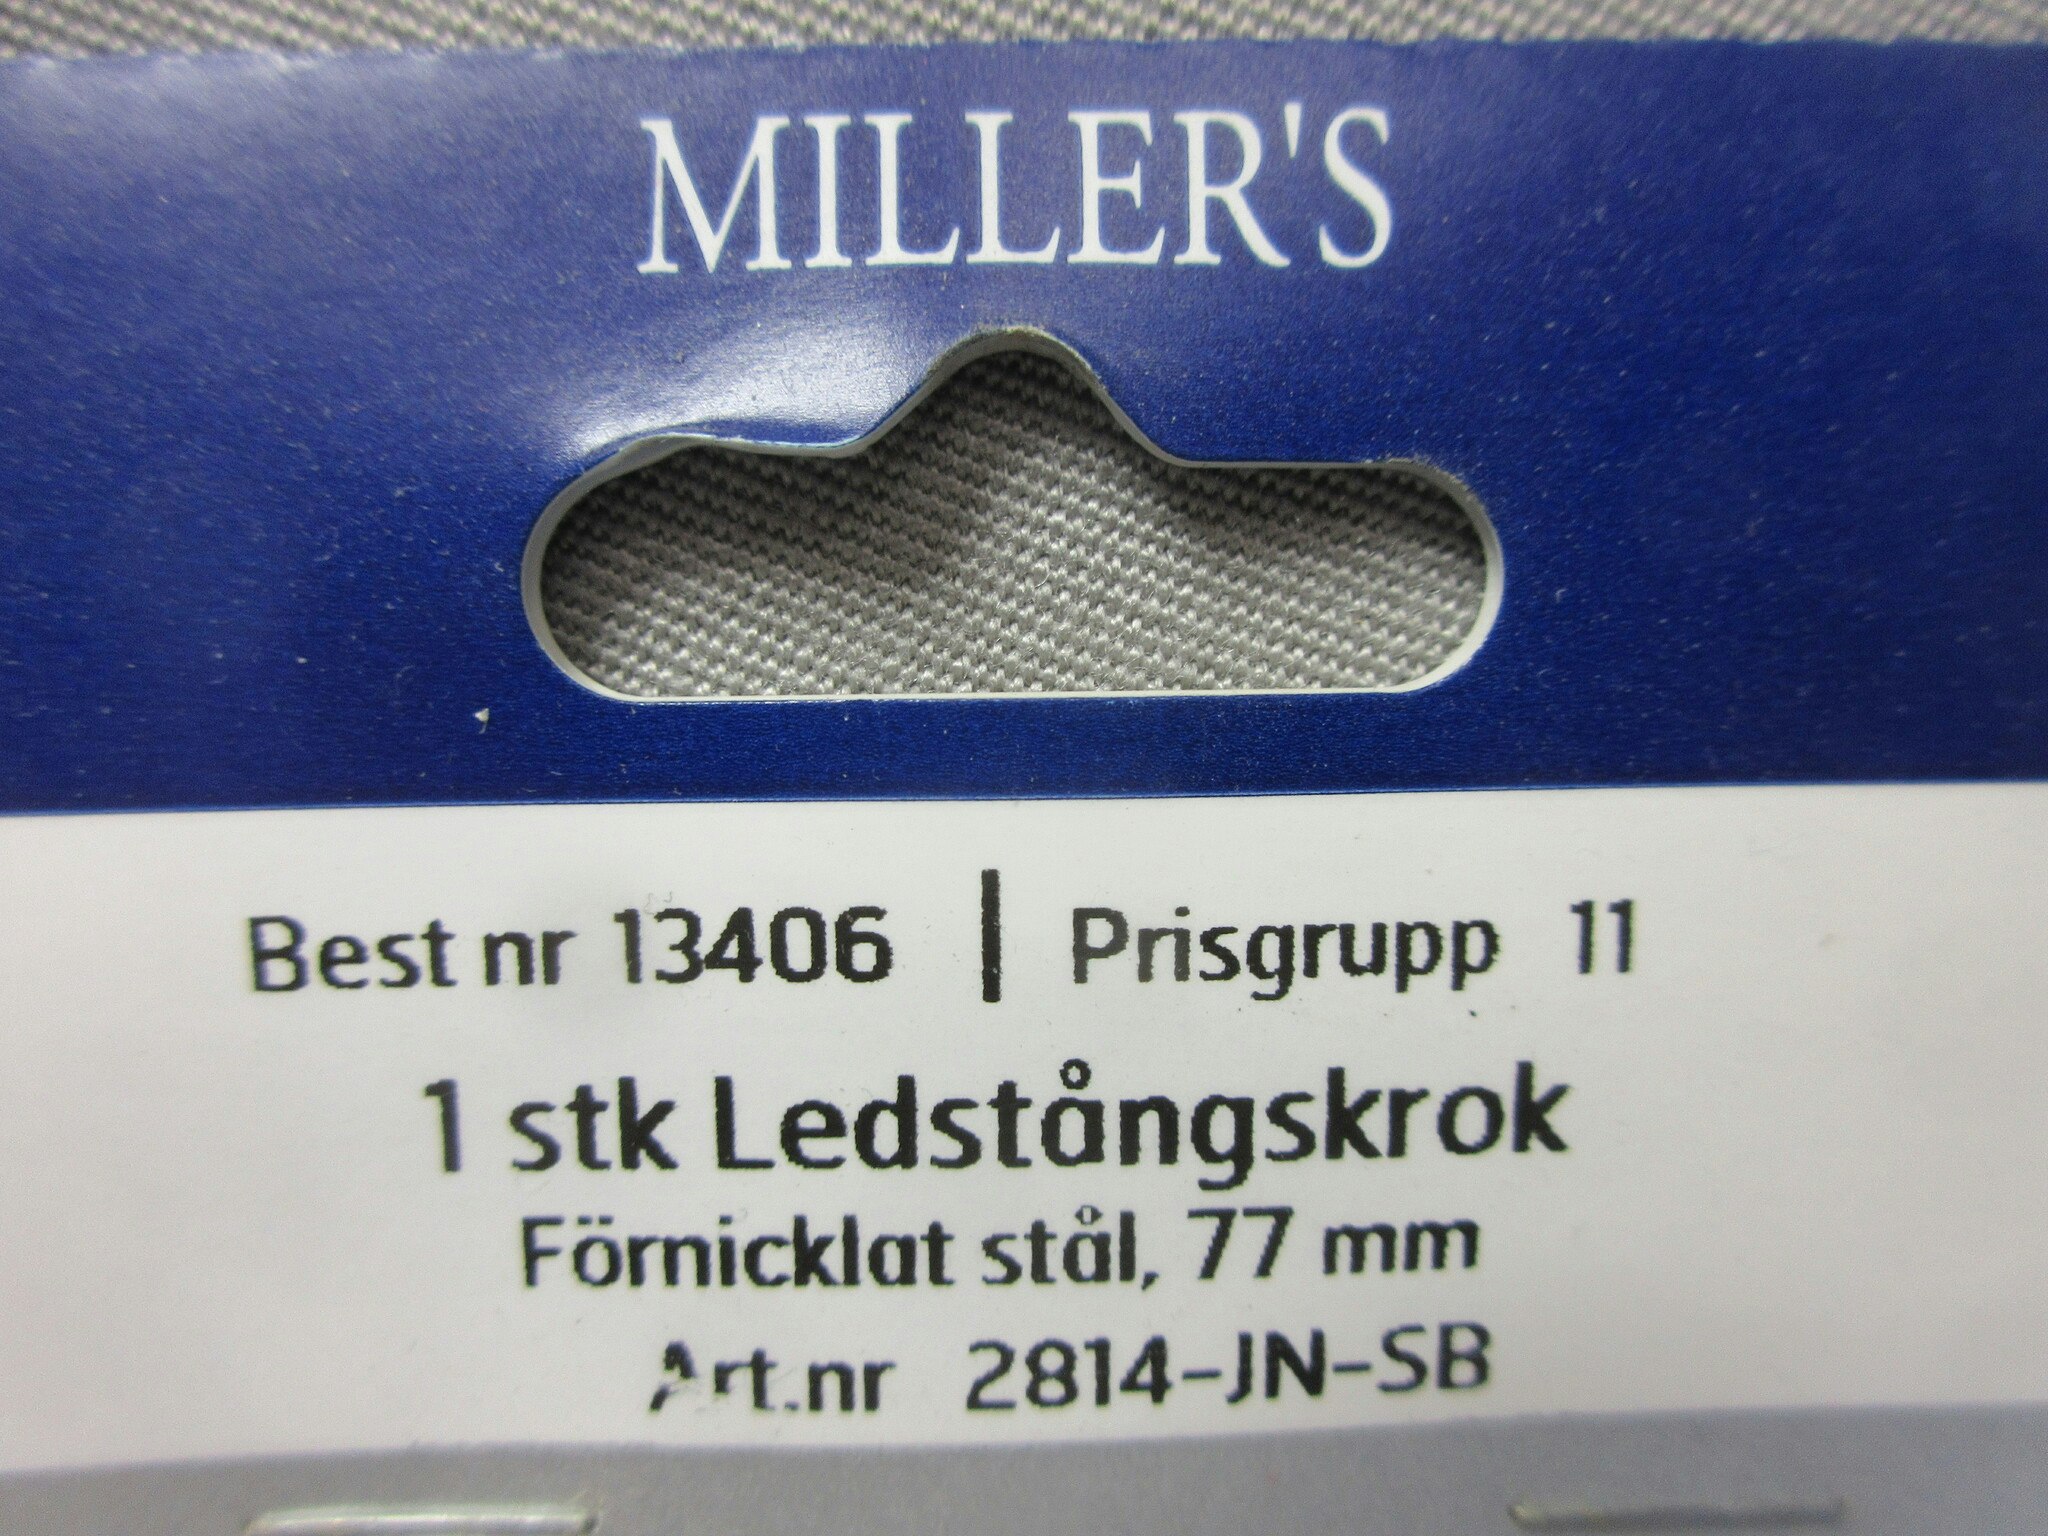 MILLER'S
Best nr 13406 | Prisgrupp 11
1 stk Ledstångskrok
Förnicklat stål, 77 mm
Art.nr 2814-JN-SB